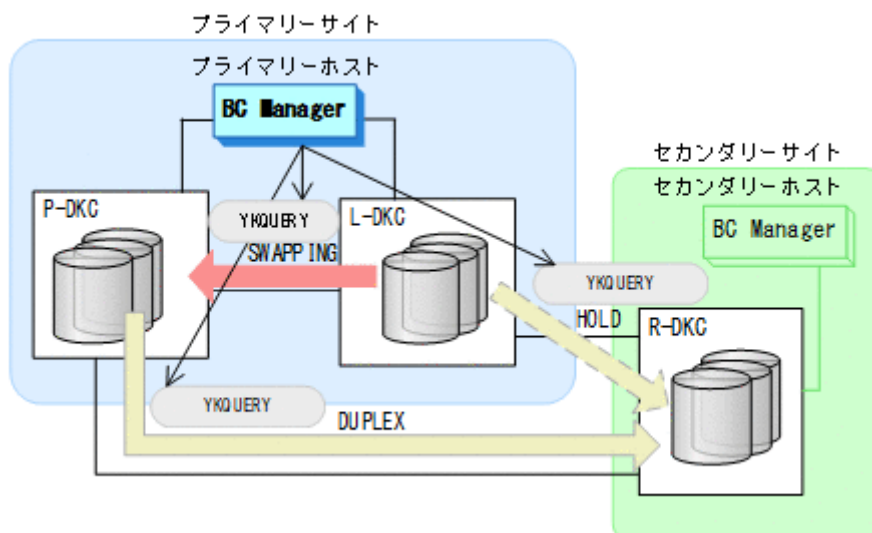 プライマリーサイト
プライマリーホスト
BC Manager
セカンダリーサイト
セカンダリーホスト
P-DKC
YKQUERY
L-DKC
BC Manager
SWAPPING
YKQUERY
HOLD
R-DKC
YKQUERY
DUPLEX